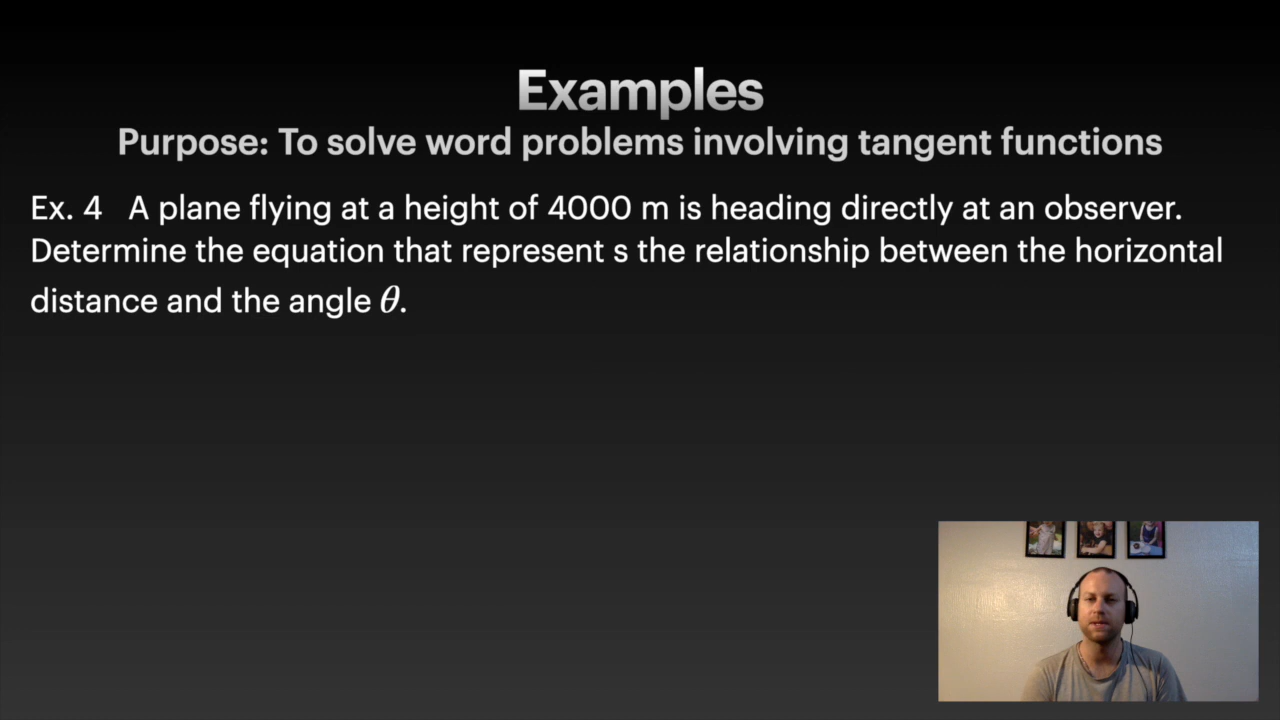 Examples
Purpose: To solve word problems involving tangent functions
Ex. 4 A plane flying at a height of 4000 m is heading directly at an observer.
Determine the equation that represent s the relationship between the horizontal
distance and the angle θ.